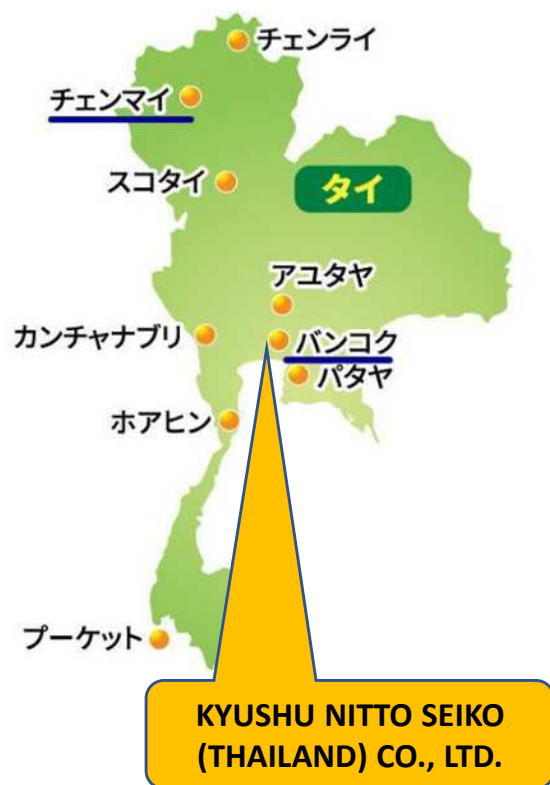 チェンライ
チェンマイ
スコタイ
タイ
アユタヤ
カンチャナブリ
バンコク
パタヤ
ホアヒン
プーケット
KYUSHU NITTO SEIKO
(THAILAND) CO., LTD.